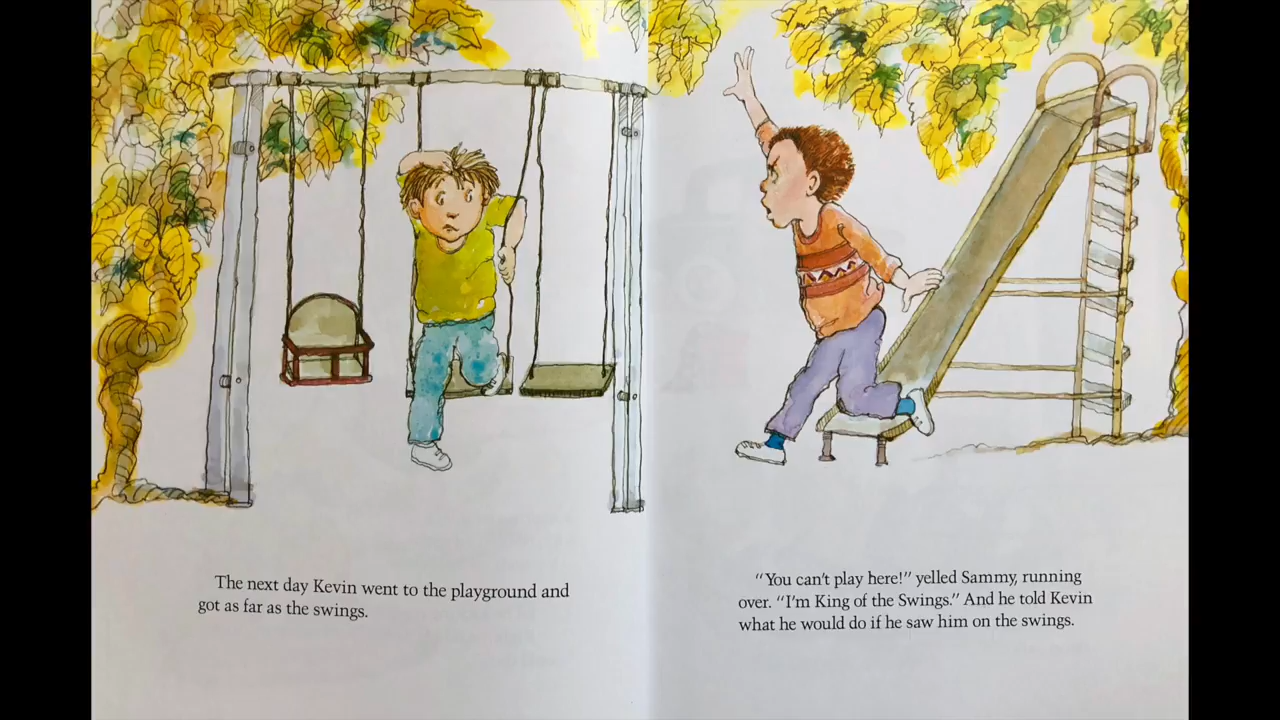 The next day Kevin went to the playground and
got as far as the swings.
"You can't play here!" yelled Sammy, running
over. "I'm King of the Swings." And he told Kevin
what he would do if he saw him on the swings.